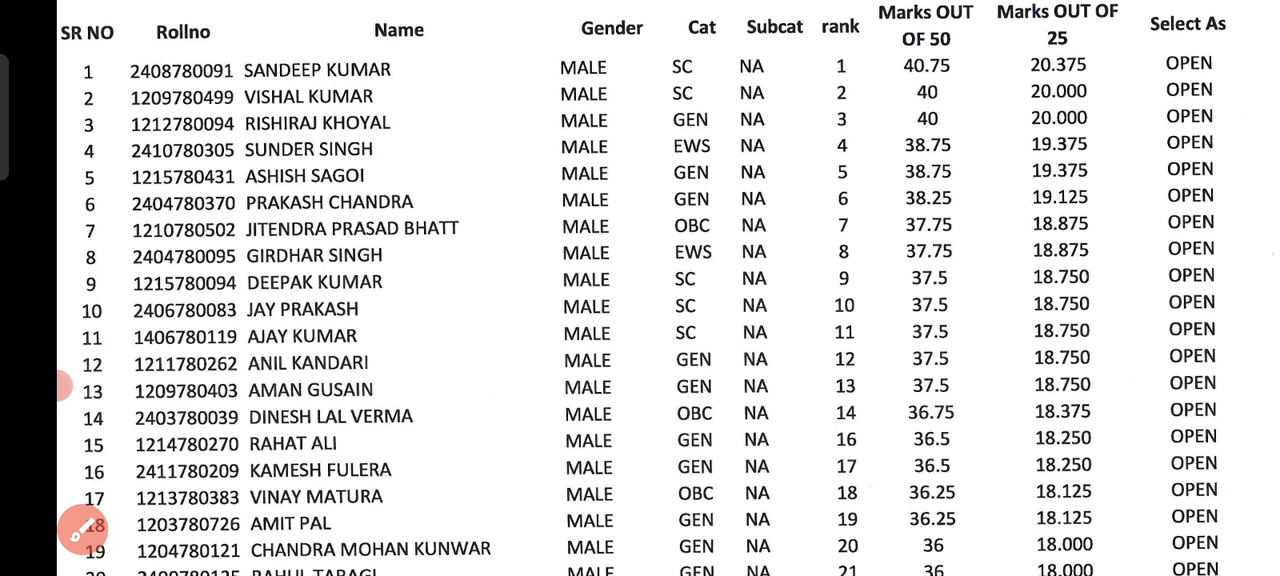 SR NO Rollno Name Gender Cat Subcat rank Marks OUT OF 50 Marks OUT OF 25 Select As
1 2408780091 SANDEEP KUMAR MALE SC NA 1 40.75 20.375 OPEN
2 1209780499 VISHAL KUMAR MALE SC NA 2 40 20.000 OPEN
3 1212780094 RISHIRAJ KHOYAL MALE GEN NA 3 40 20.000 OPEN
4 2410780305 SUNDER SINGH MALE EWS NA 4 38.75 19.375 OPEN
5 1215780431 ASHISH SAGOI MALE GEN NA 5 38.75 19.375 OPEN
6 2404780370 PRAKASH CHANDRA MALE GEN NA 6 38.25 19.125 OPEN
7 1210780502 JITENDRA PRASAD BHATT MALE OBC NA 7 37.75 18.875 OPEN
8 2404780095 GIRDHAR SINGH MALE EWS NA 8 37.75 18.875 OPEN
9 1215780094 DEEPAK KUMAR MALE SC NA 9 37.5 18.750 OPEN
10 2406780083 JAY PRAKASH MALE SC NA 10 37.5 18.750 OPEN
11 1406780119 AJAY KUMAR MALE SC NA 11 37.5 18.750 OPEN
12 1211780262 ANIL KANDARI MALE GEN NA 12 37.5 18.750 OPEN
13 1209780403 AMAN GUSAIN MALE GEN NA 13 37.5 18.750 OPEN
14 2403780039 DINESH LAL VERMA MALE OBC NA 14 36.75 18.375 OPEN
15 1214780270 RAHAT ALI MALE GEN NA 16 36.5 18.250 OPEN
16 2411780209 KAMESH FULERA MALE GEN NA 17 36.5 18.250 OPEN
17 1213780383 VINAY MATURA MALE OBC NA 18 36.25 18.125 OPEN
18 1203780726 AMIT PAL MALE GEN NA 19 36.25 18.125 OPEN
19 1204780121 CHANDRA MOHAN KUNWAR MALE GEN NA 20 36 18.000 OPEN
MALE GEN NA 21 36 18.000 OPEN